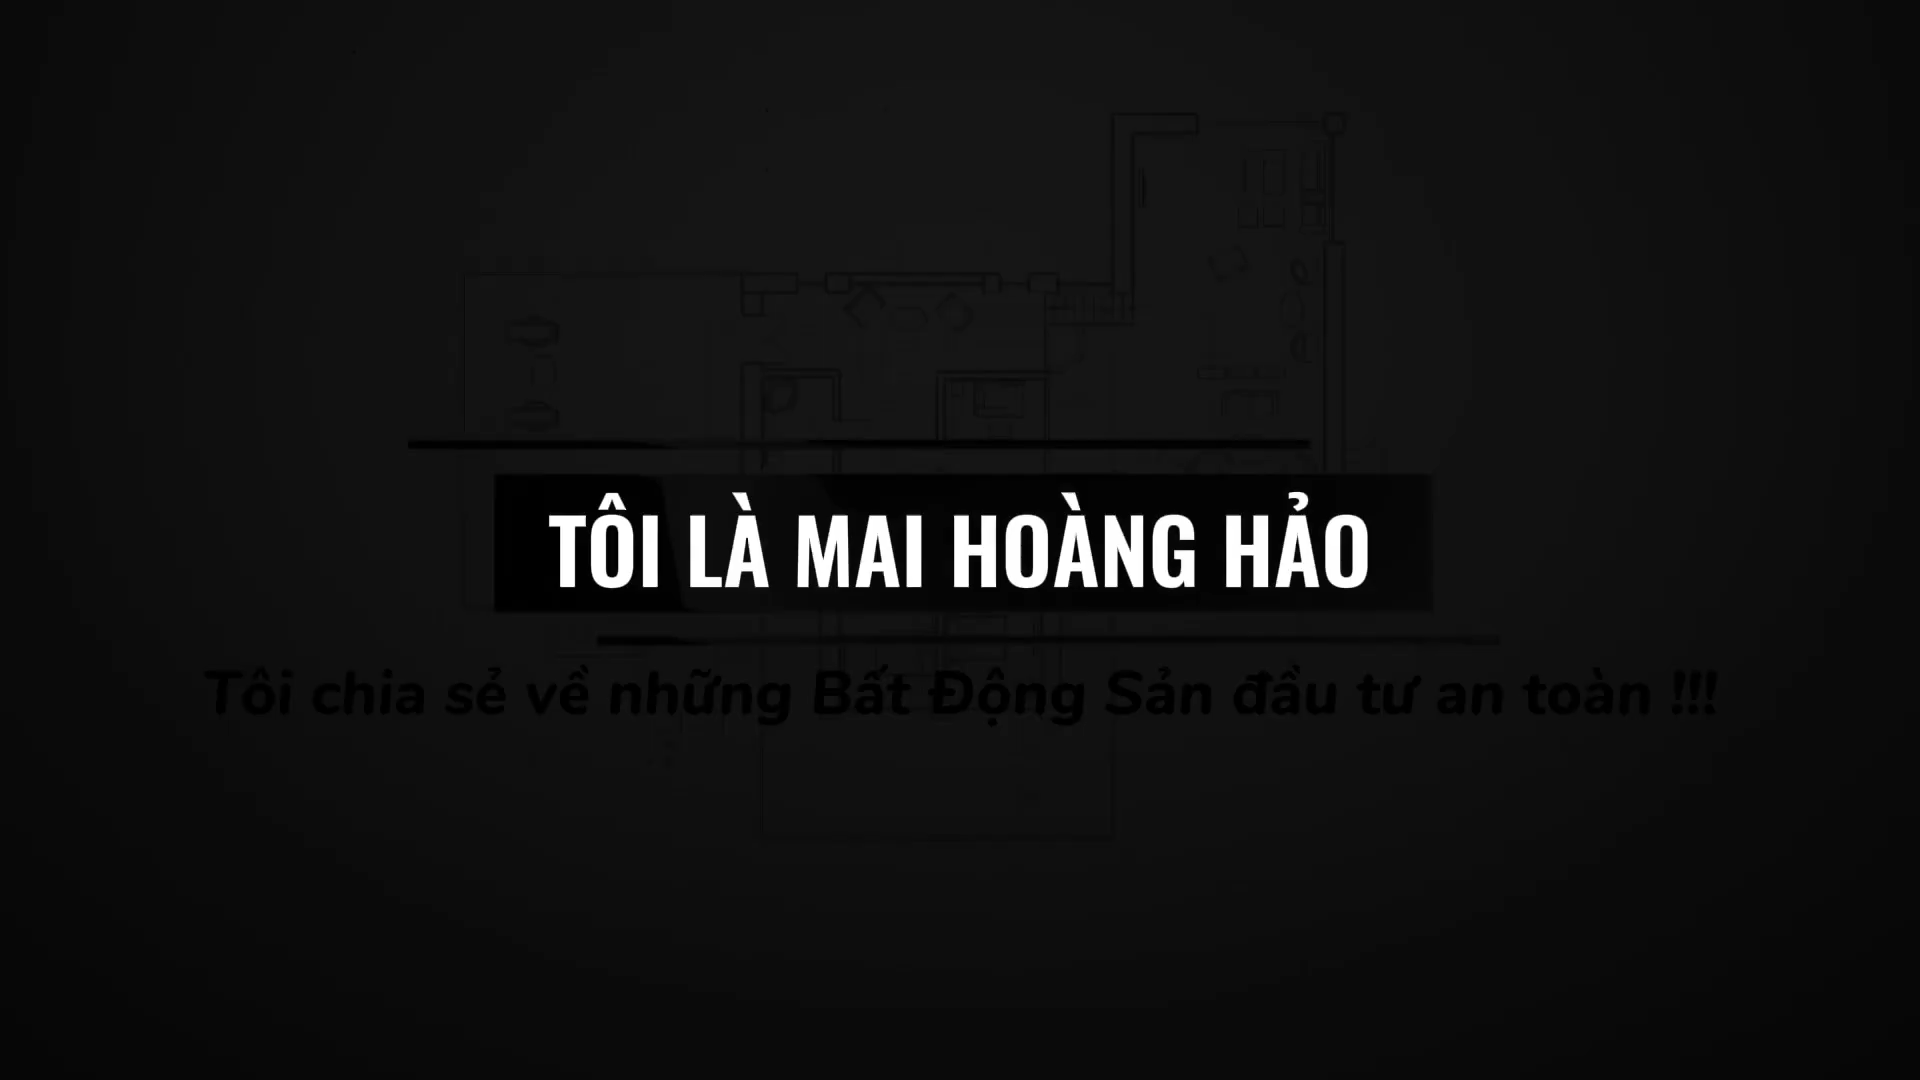 TÔI LÀ MAI HOÀNG HẢO
Tôi chia sẻ về những Bất Động Sản đầu tư an toàn !!!